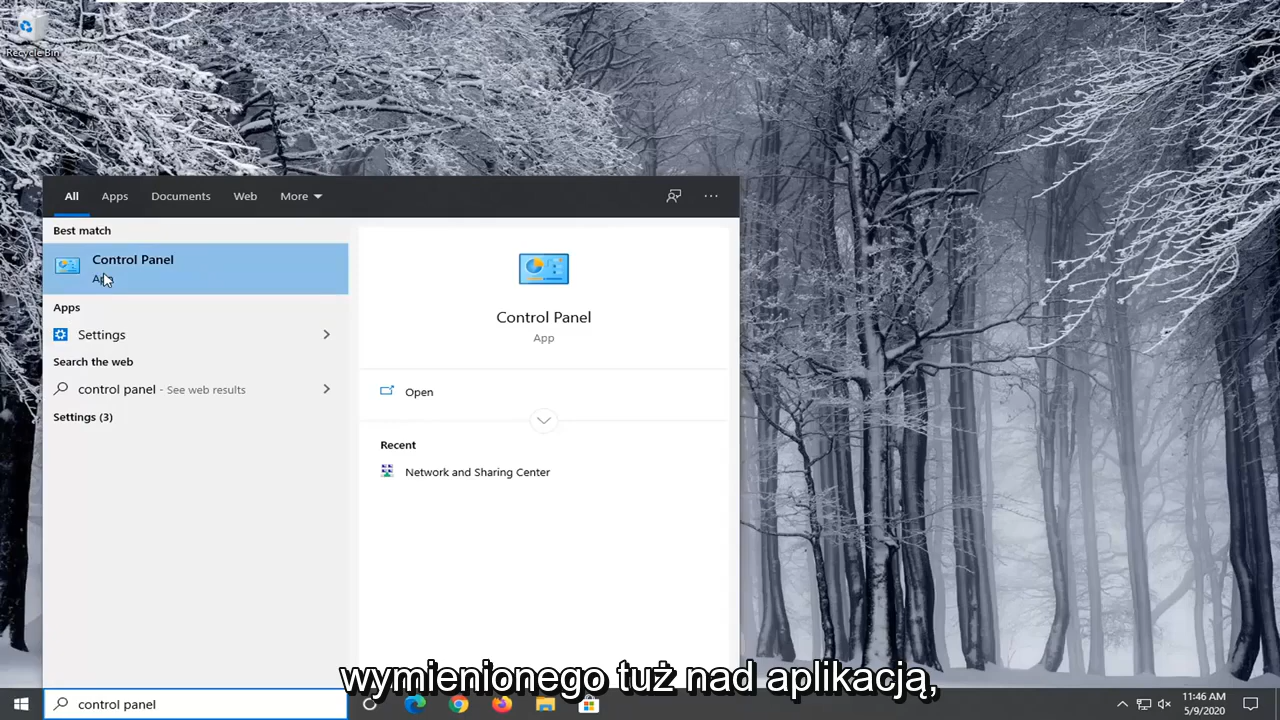 Recycle Bin
All Apps Documents Web More
Best match
Control Panel
App
Apps
Settings
Search the web
control panel - See web results
Settings (3)
Control Panel
App
Open
Recent
Network and Sharing Center
wymienionego tuż nad aplikacją,
control panel
11:46 AM
5/9/2020